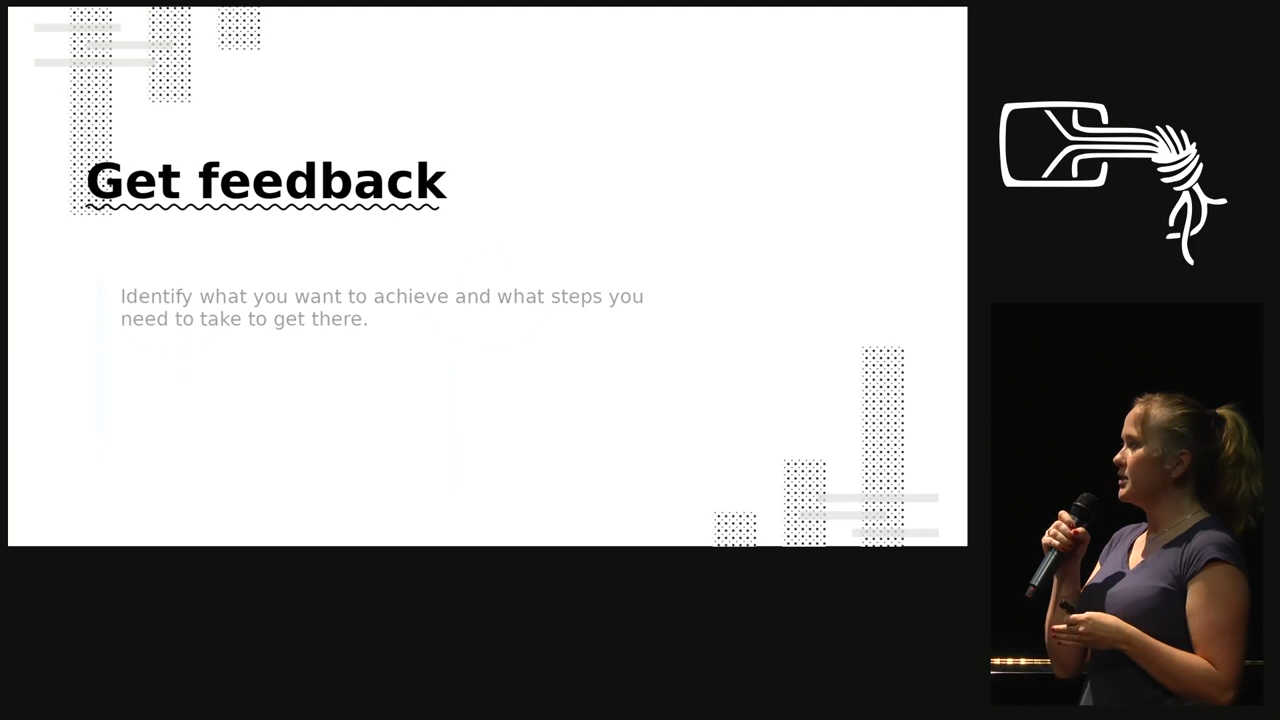 Get feedback
Identify what you want to achieve and what steps you
need to take to get there.